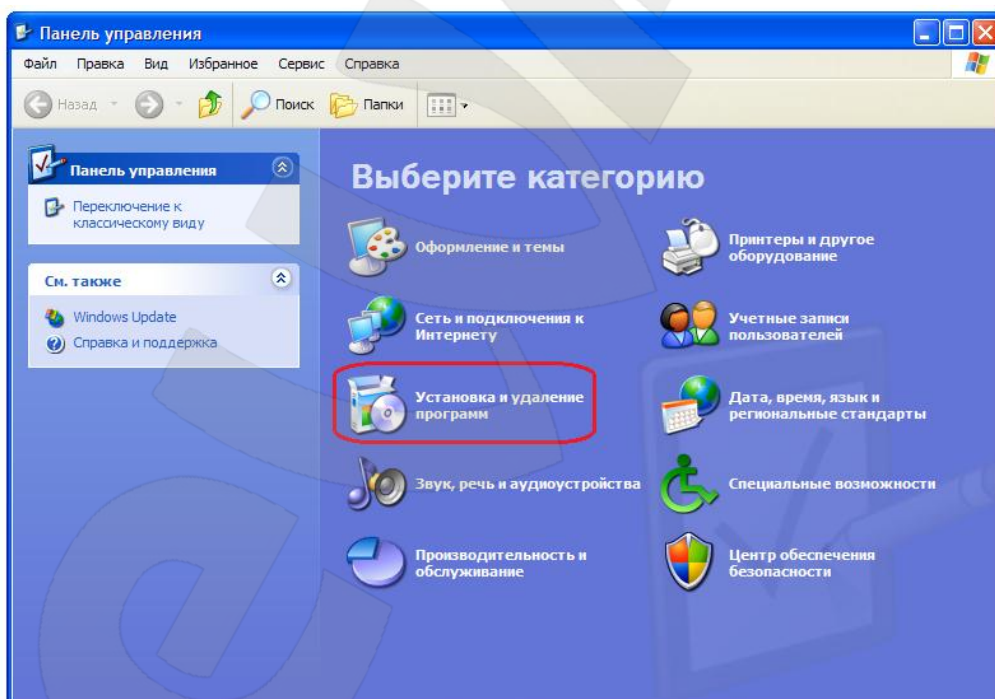 Панель управления
Файл Правка Вид Избранное Сервис Справка
Назад Поиск Папки
Панель управления
Переключение к
классическому виду
См. также
Windows Update
Справка и поддержка
Выберите категорию
Оформление и темы
Принтеры и другое
оборудование
Сеть и подключения к
Интернету
Учетные записи
пользователей
Установка и удаление
программ
Дата, время, язык и
региональные стандарты
Звук, речь и аудиоустройства
Специальные возможности
Производительность и
обслуживание
Центр обеспечения
безопасности